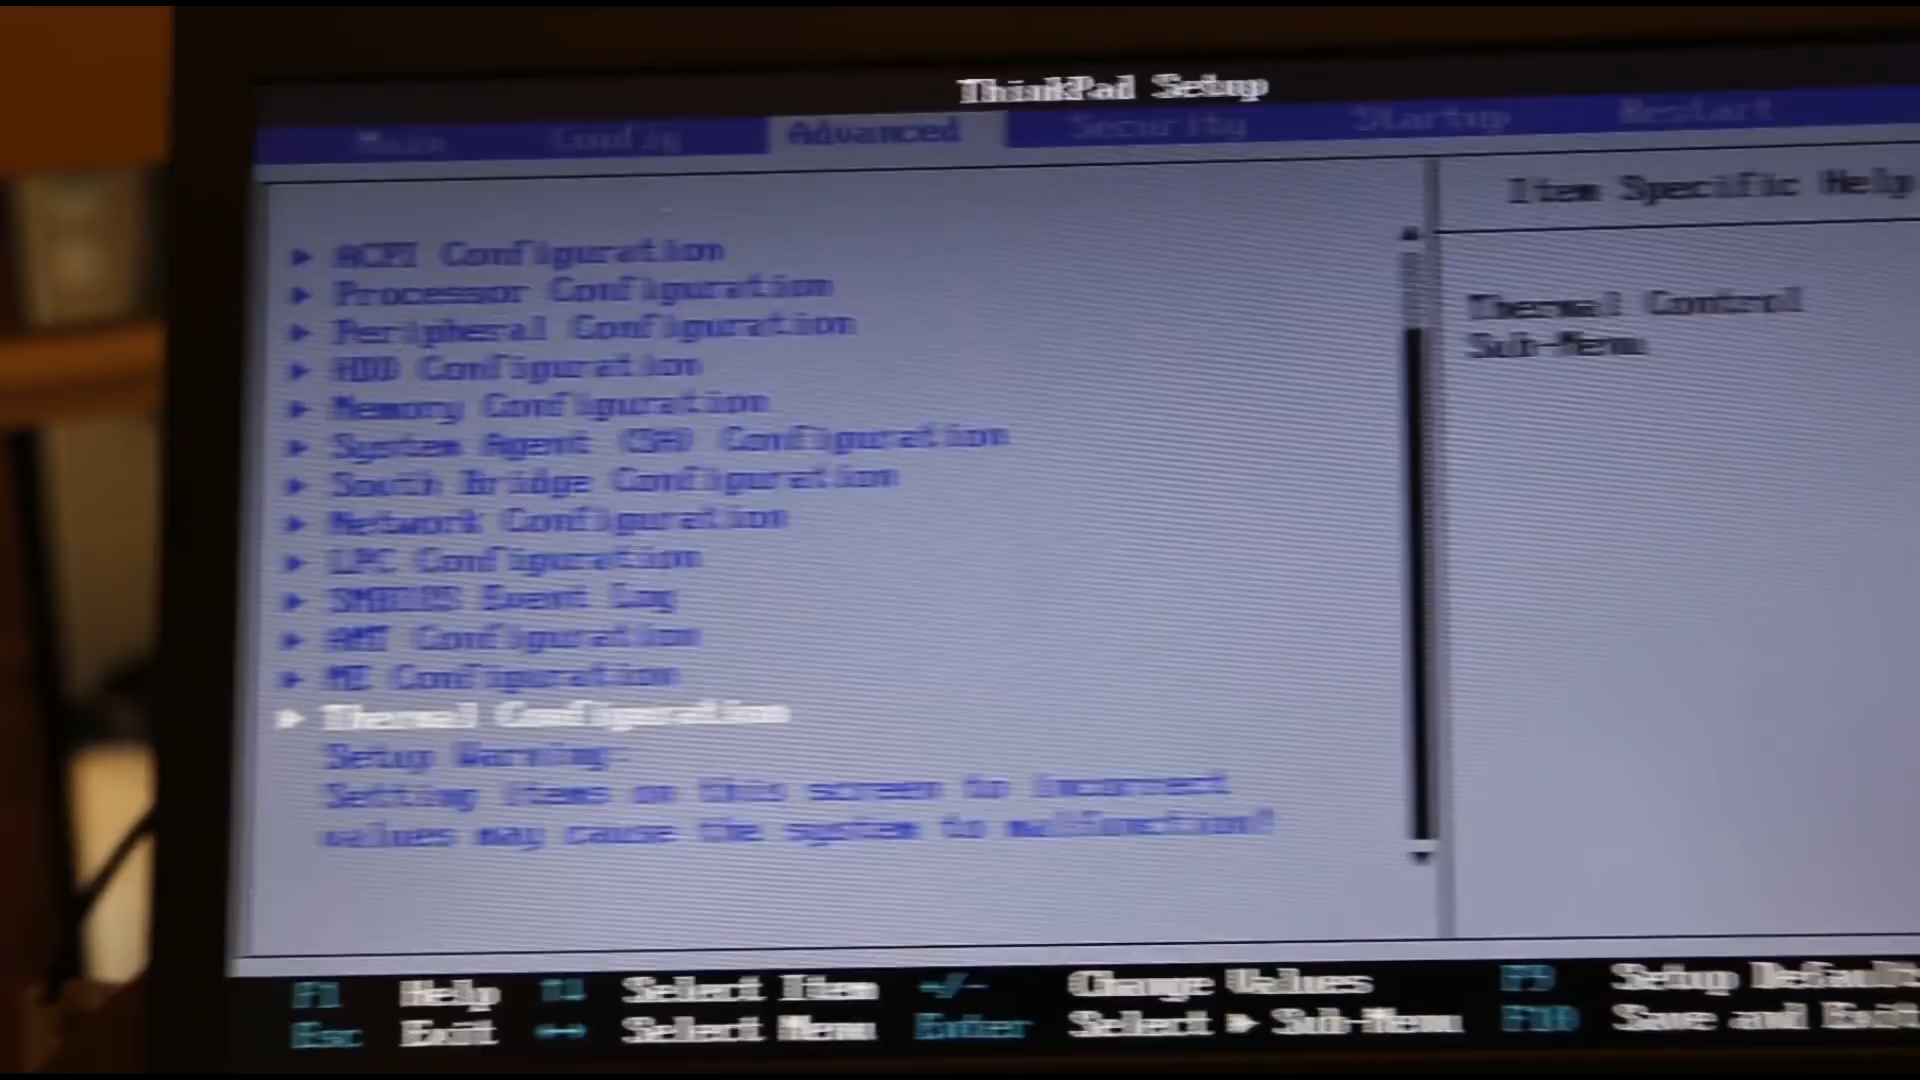 ThinkPad Setup
Main Config Advanced Security Startup Restart
Item Specific Help
ACPI Configuration
Processor Configuration
Peripheral Configuration
HDD Configuration
Memory Configuration
System Agent (SA) Configuration
South Bridge Configuration
Network Configuration
LPC Configuration
SMBIOS Event Log
AMT Configuration
ME Configuration
Thermal Configuration
Setup Warning:
Setting items on this screen to incorrect
values may cause the system to malfunction!
Thermal Control
Sub-Menu
F1 Help ↑↓ Select Item -/- Change Values F9 Setup Defaults
Esc Exit ←→ Select Menu Enter Select ▶ Sub-Menu F10 Save and Exit